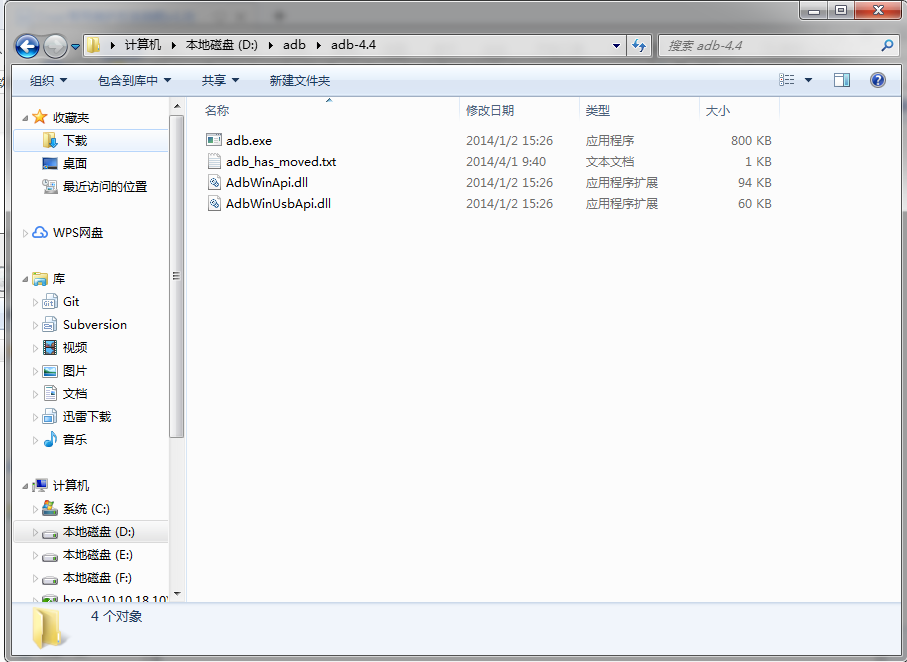 计算机 本地磁盘 (D:) adb adb-4.4
搜索 adb-4.4
组织 包含到库中 共享 新建文件夹
收藏夹
下载
桌面
最近访问的位置
WPS网盘
库
Git
Subversion
视频
图片
文档
迅雷下载
音乐
计算机
系统 (C:)
本地磁盘 (D:)
本地磁盘 (E:)
本地磁盘 (F:)
名称 修改日期 类型 大小
adb.exe 2014/1/2 15:26 应用程序 800 KB
adb_has_moved.txt 2014/4/1 9:40 文本文档 1 KB
AdbWinApi.dll 2014/1/2 15:26 应用程序扩展 94 KB
AdbWinUsbApi.dll 2014/1/2 15:26 应用程序扩展 60 KB
4 个对象